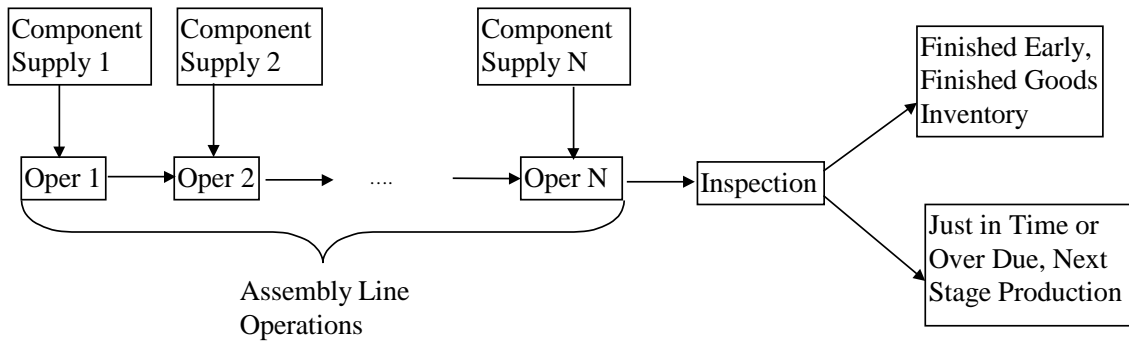 Component
Supply 1
Component
Supply 2
Component
Supply N
Finished Early,
Finished Goods
Inventory
Oper 1
Oper 2
....
Oper N
Inspection
Just in Time or
Over Due, Next
Stage Production
Assembly Line
Operations